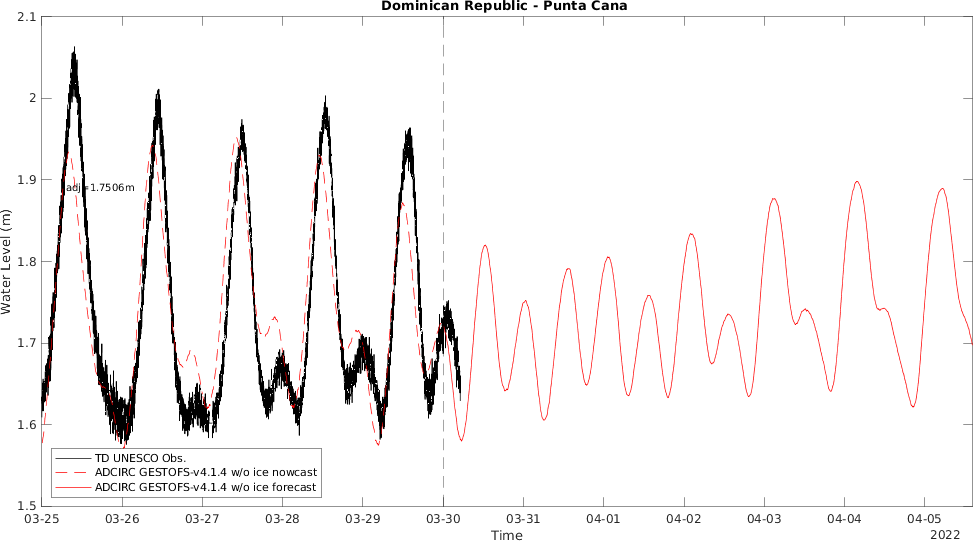 Dominican Republic - Punta Cana
2.1
2
1.9
1.8
1.7
1.6
1.5
Water Level (m)
adj=1.7506m
TD UNESCO Obs.
ADCIRC GESTOFS-v4.1.4 w/o ice nowcast
ADCIRC GESTOFS-v4.1.4 w/o ice forecast
03-25 03-26 03-27 03-28 03-29 03-30 03-31 04-01 04-02 04-03 04-04 04-05
Time
2022